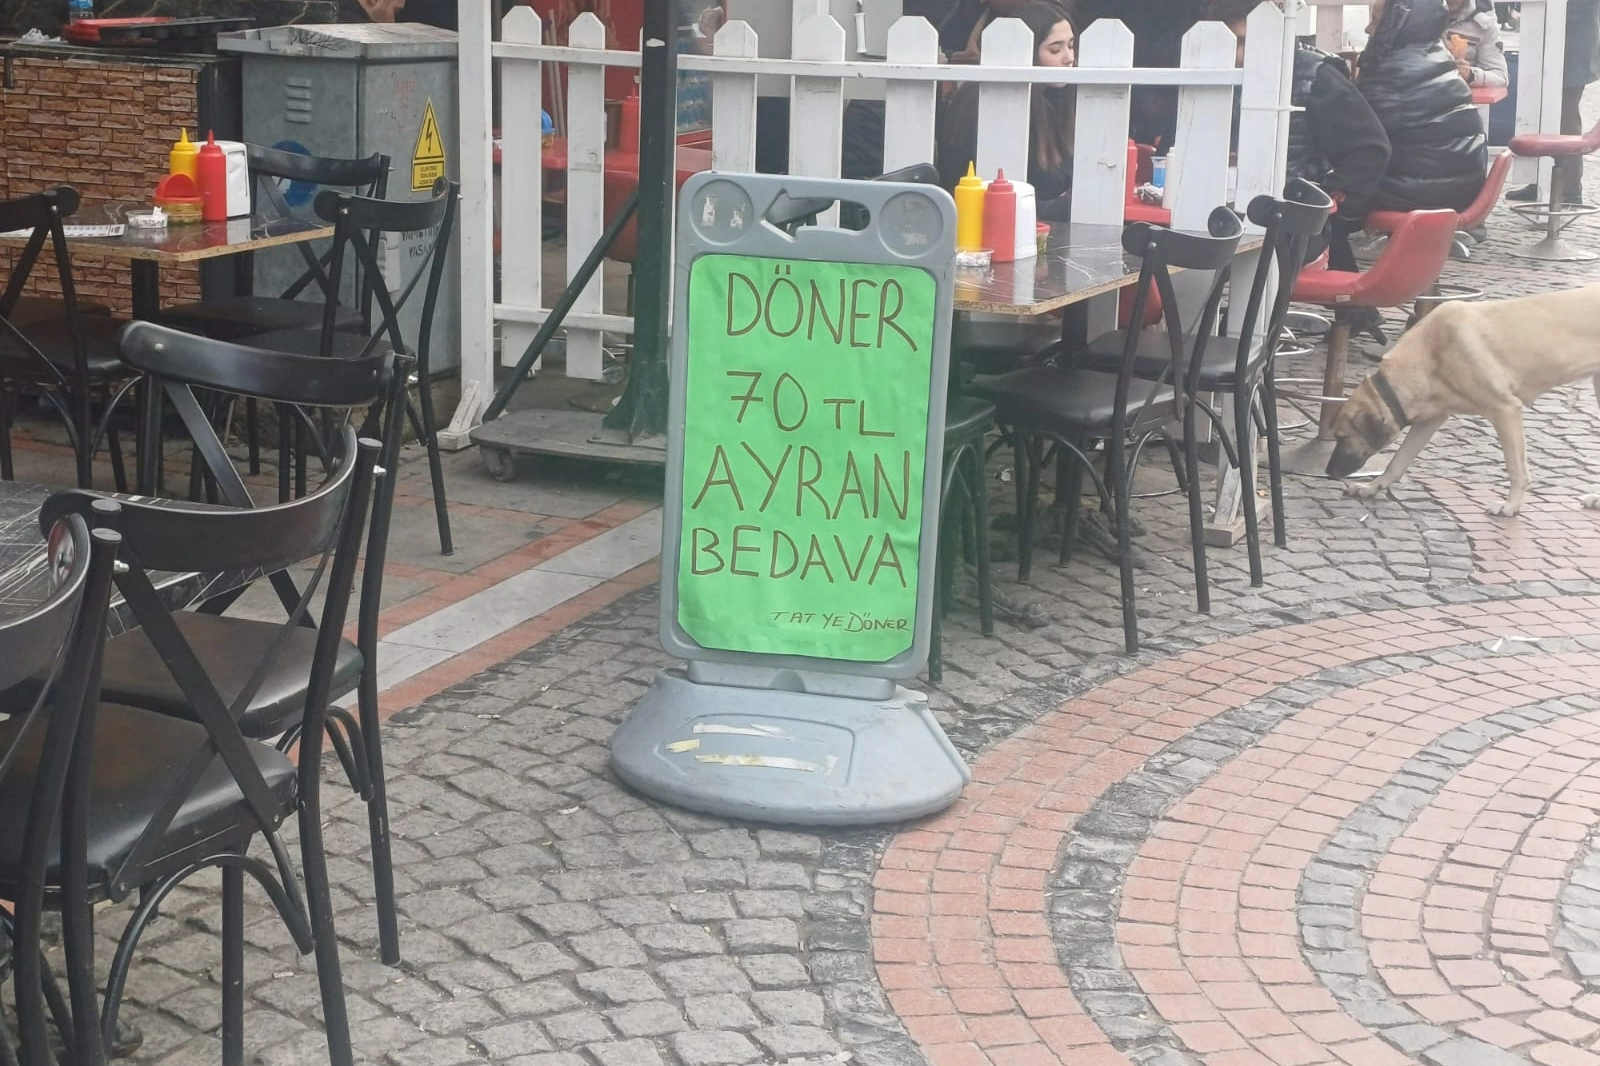 DÖNER
70 TL
AYRAN
BEDAVA
TAT YE DÖNER